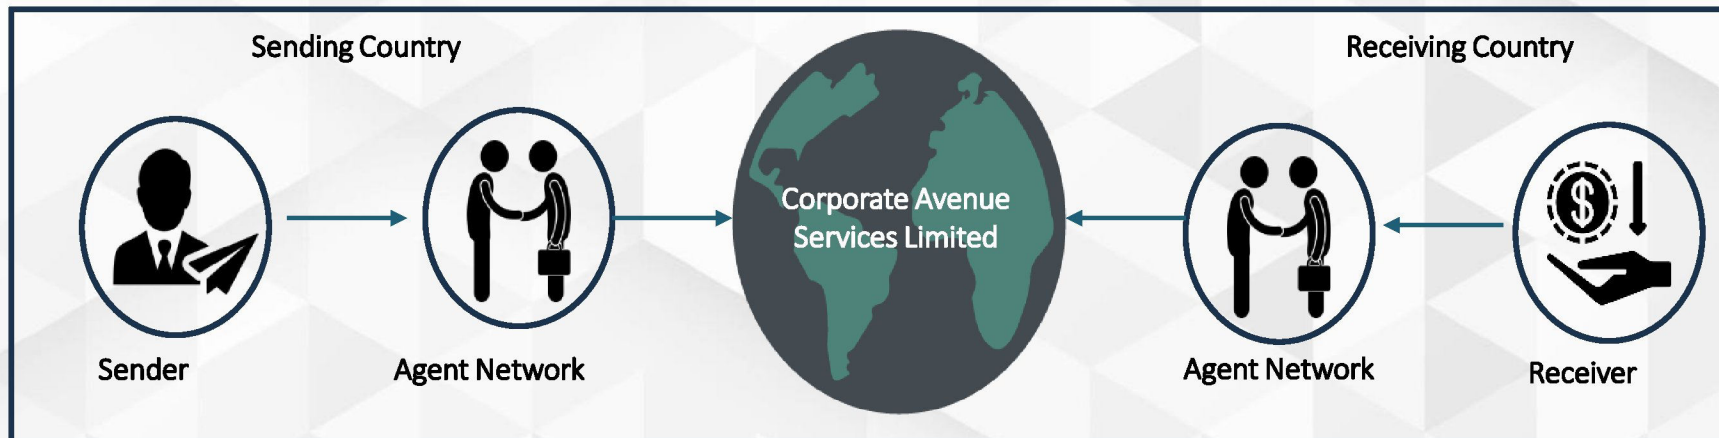 Sending Country
Receiving Country
Corporate Avenue
Services Limited
Sender
Agent Network
Agent Network
Receiver